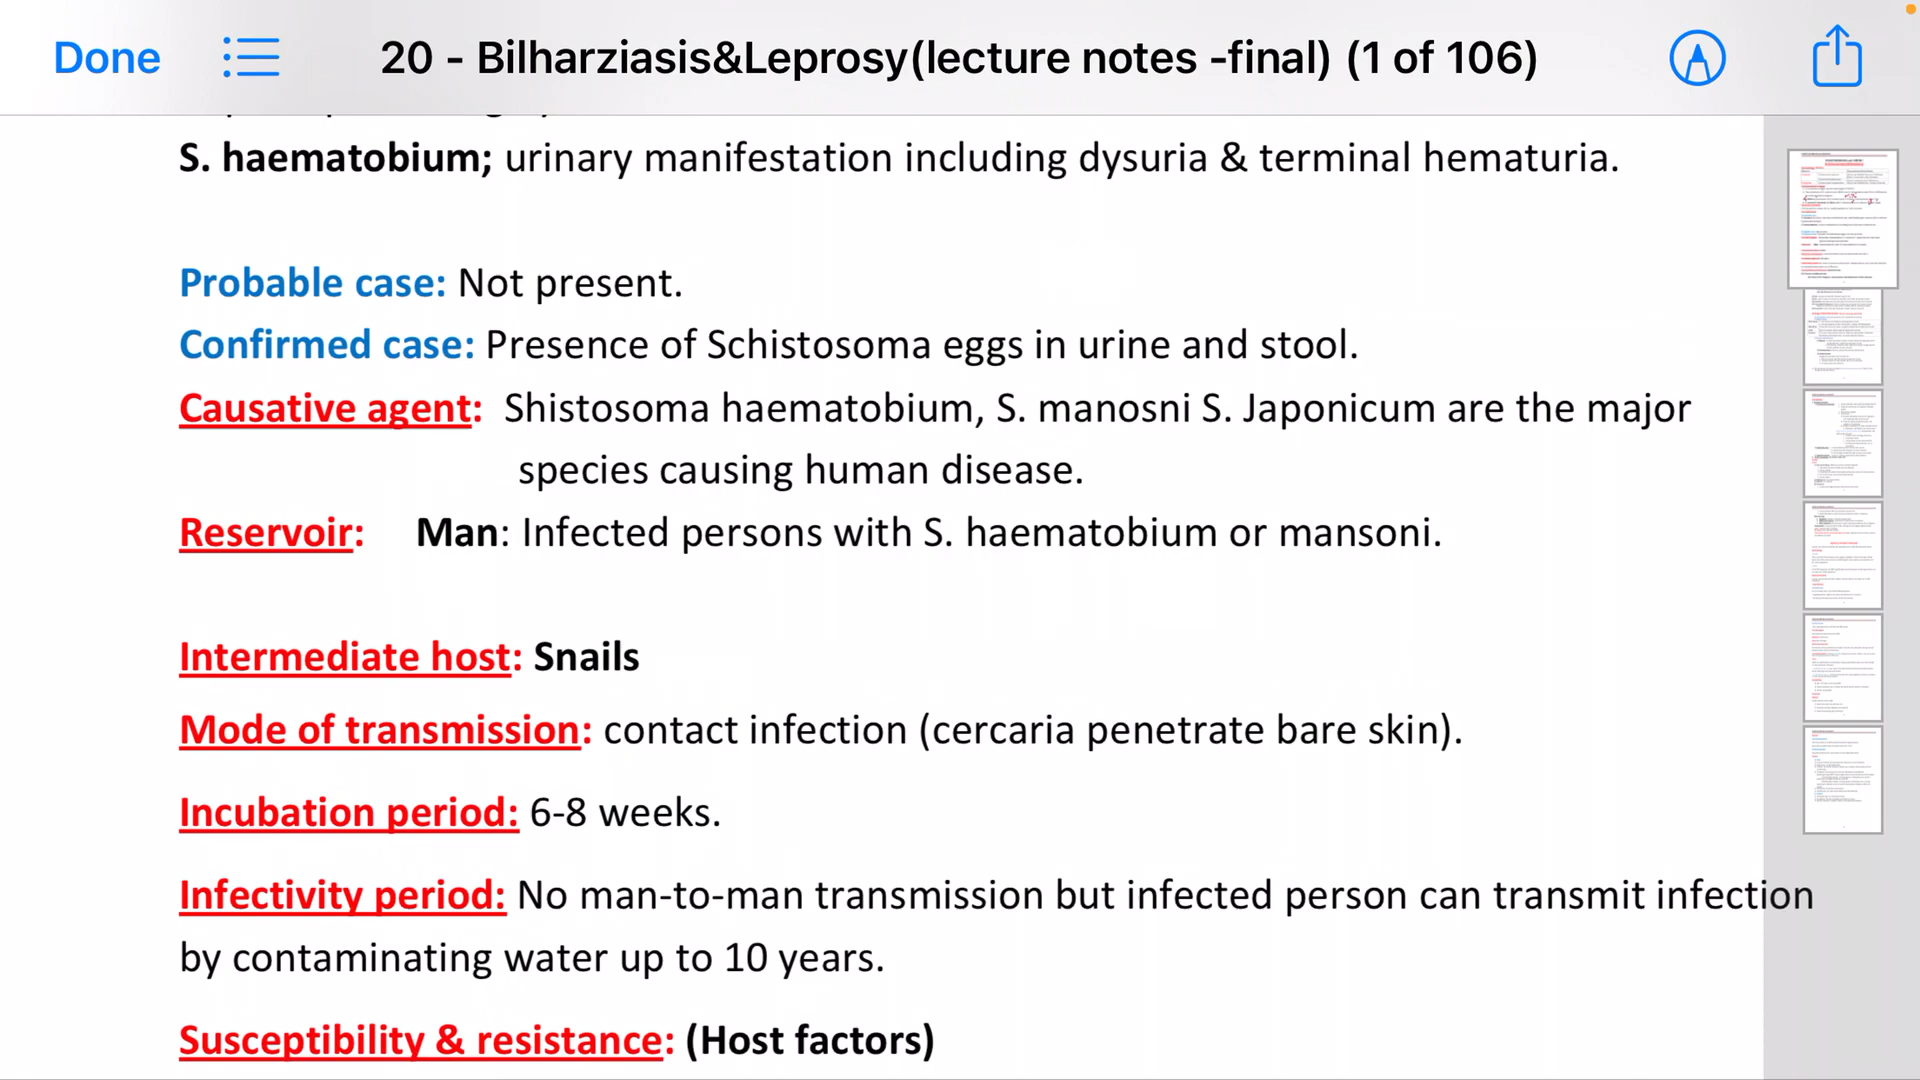 Done
20 - Bilharziasis&Leprosy(lecture notes -final) (1 of 106)
S. haematobium; urinary manifestation including dysuria & terminal hematuria.
Probable case: Not present.
Confirmed case: Presence of Schistosoma eggs in urine and stool.
Causative agent: Shistosoma haematobium, S. manosni S. Japonicum are the major
species causing human disease.
Reservoir: Man: Infected persons with S. haematobium or mansoni.
Intermediate host: Snails
Mode of transmission: contact infection (cercaria penetrate bare skin).
Incubation period: 6-8 weeks.
Infectivity period: No man-to-man transmission but infected person can transmit infection
by contaminating water up to 10 years.
Susceptibility & resistance: (Host factors)